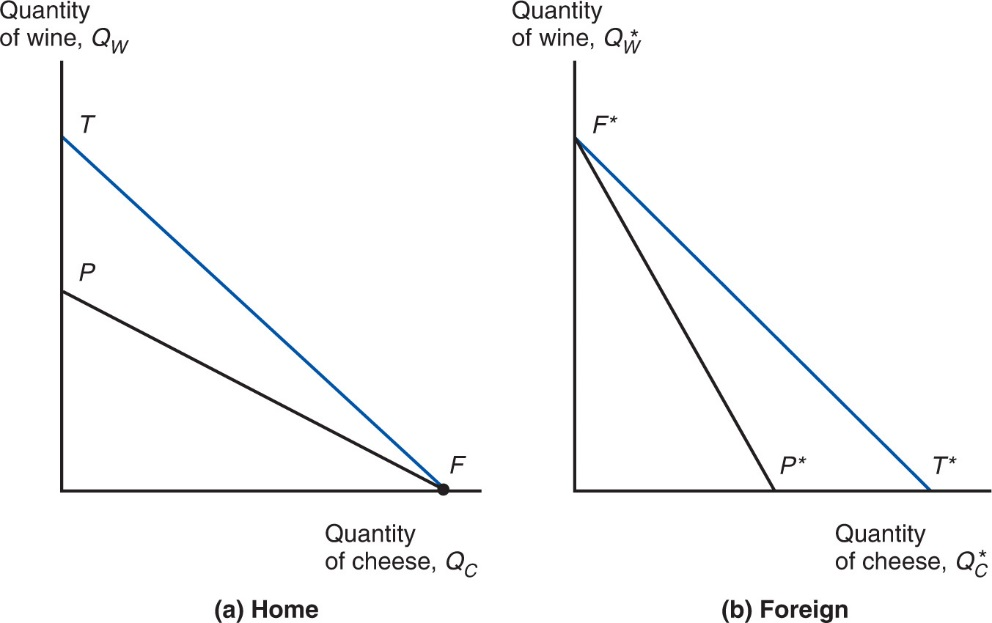 Quantity
of wine, Q_W
T
P
F
Quantity
of cheese, Q_C
(a) Home
Quantity
of wine, Q*_W
F*
P*
T*
Quantity
of cheese, Q*_C
(b) Foreign